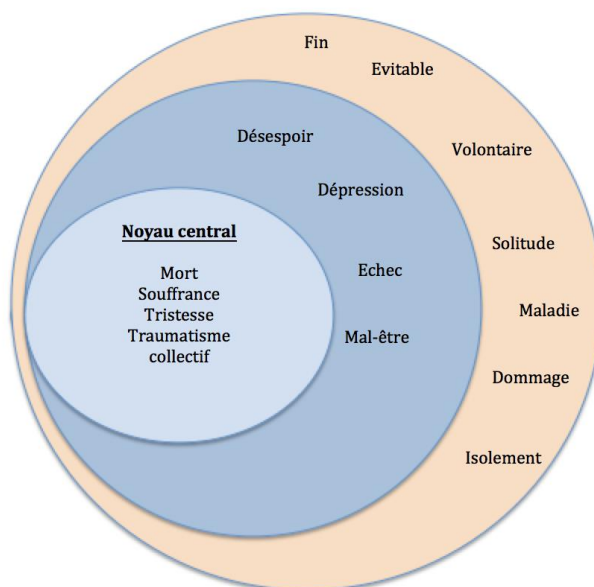 Fin
Evitable
Désespoir
Volontaire
Dépression
Noyau central
Solitude
Mort
Echec
Souffrance
Tristesse
Maladie
Traumatisme
Mal-être
collectif
Dommage
Isolement